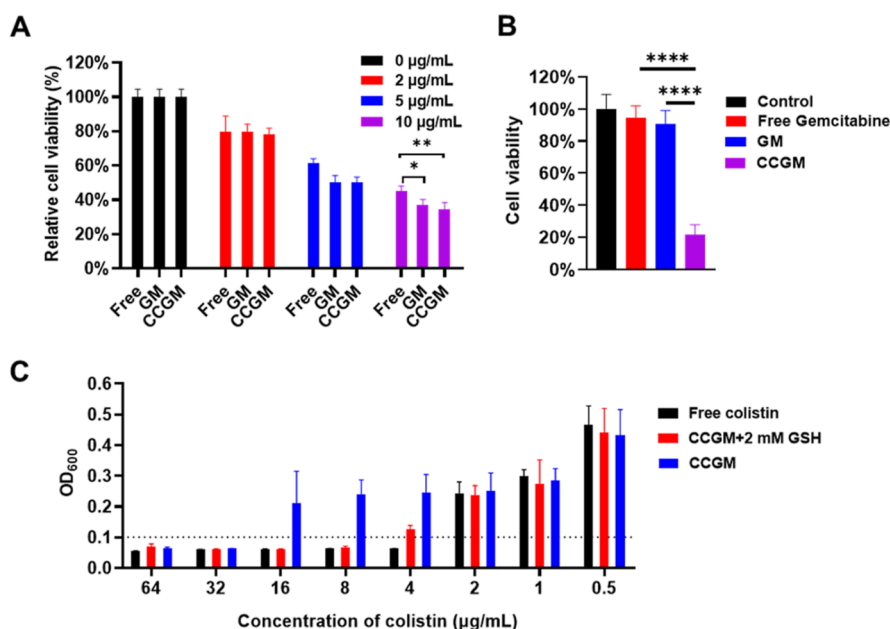 A
Relative cell viability (%)
120%
100%
80%
60%
40%
20%
0%
0 µg/mL
2 µg/mL
5 µg/mL
10 µg/mL
**
*
Free
GM
CCGM
Free
GM
CCGM
Free
GM
CCGM
Free
GM
CCGM
B
Cell viability
120%
100%
80%
60%
40%
20%
0%
****
****
Control
Free Gemcitabine
GM
CCGM
C
OD600
0.6
0.5
0.4
0.3
0.2
0.1
0.0
Free colistin
CCGM+2 mM GSH
CCGM
64 32 16 8 4 2 1 0.5
Concentration of colistin (µg/mL)